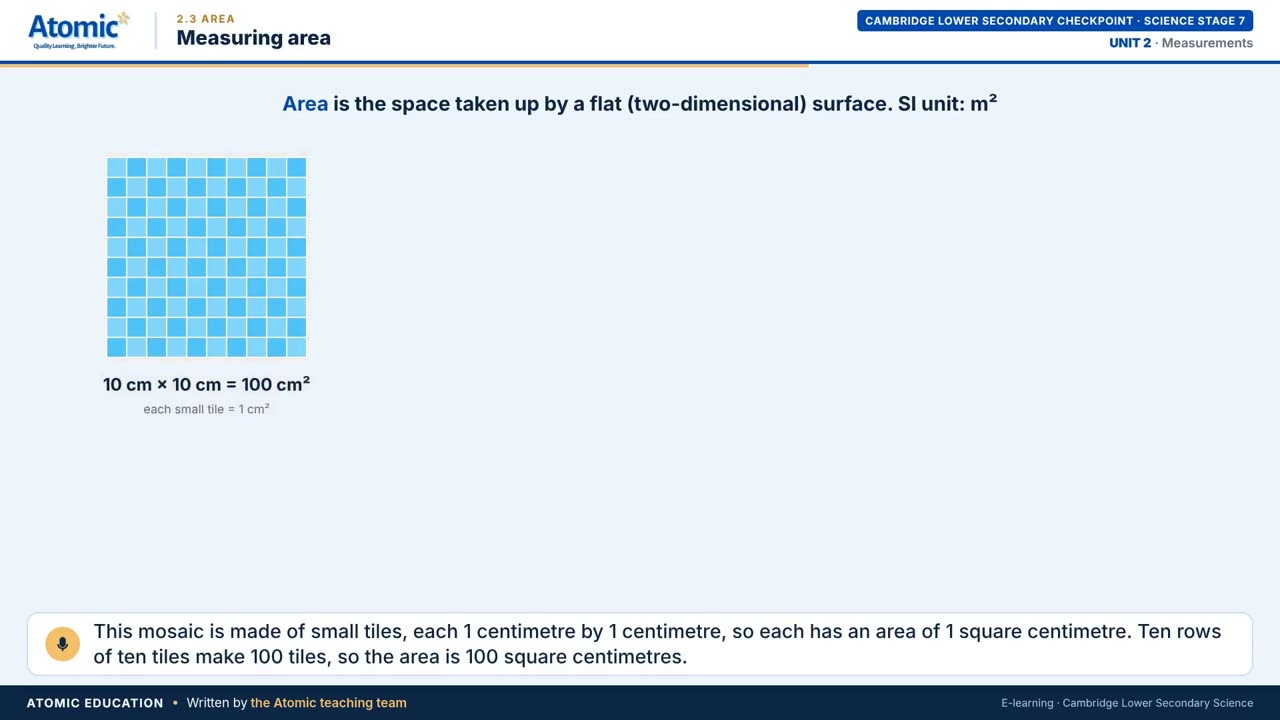 Atomic
Quality Learning, Brighter Future.
2.3 AREA
Measuring area
CAMBRIDGE LOWER SECONDARY CHECKPOINT · SCIENCE STAGE 7
UNIT 2 · Measurements
Area is the space taken up by a flat (two-dimensional) surface. SI unit: m²
10 cm × 10 cm = 100 cm²
each small tile = 1 cm²
This mosaic is made of small tiles, each 1 centimetre by 1 centimetre, so each has an area of 1 square centimetre. Ten rows
of ten tiles make 100 tiles, so the area is 100 square centimetres.
ATOMIC EDUCATION • Written by the Atomic teaching team
E-learning · Cambridge Lower Secondary Science